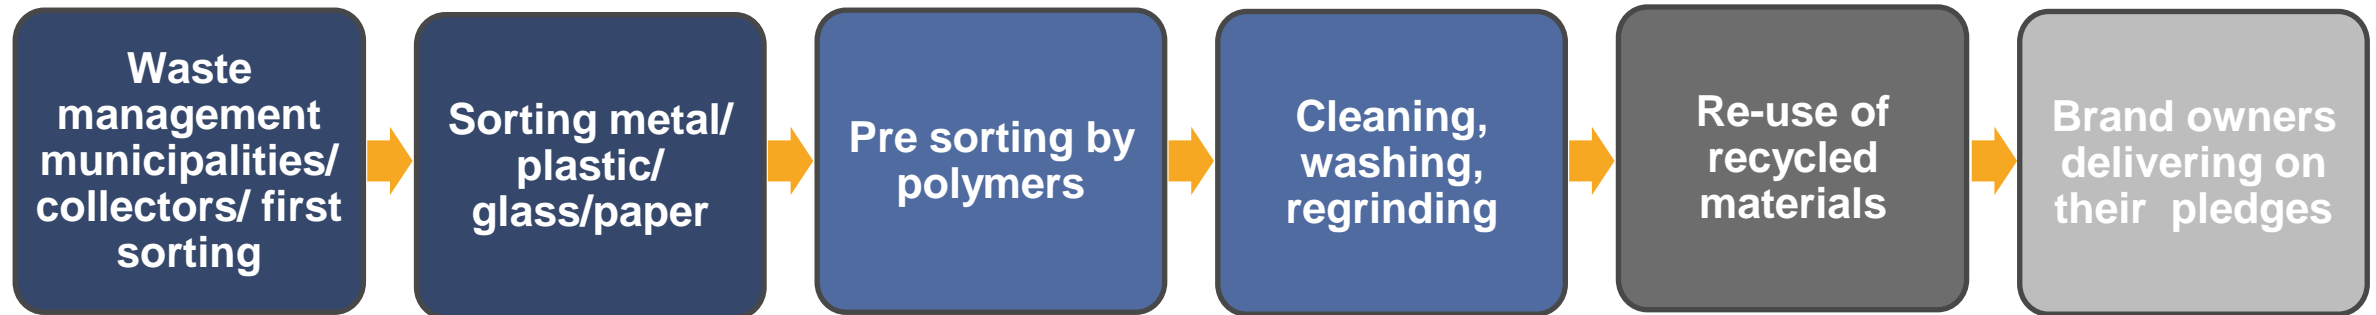 Waste
management
municipalities/
collectors/ first
sorting
Sorting metal/
plastic/
glass/paper
Pre sorting by
polymers
Cleaning,
washing,
regrinding
Re-use of
recycled
materials
Brand owners
delivering on
their  pledges